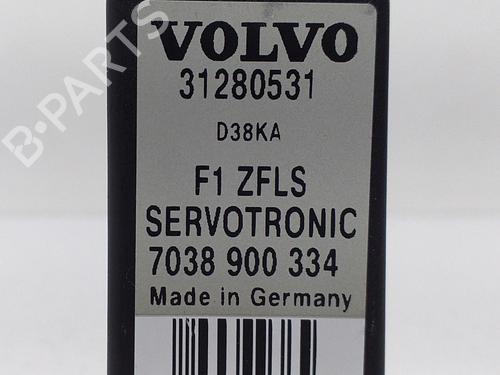 VOLVO
31280531
D38KA
F1 ZFLS
SERVOTRONIC
7038 900 334
Made in Germany
B-PARTS